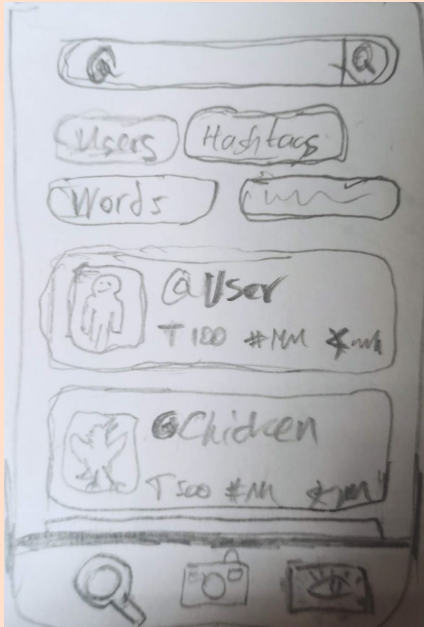 Users Hashtags
Words
@User
T 100 #
@Chicken
T 500 #